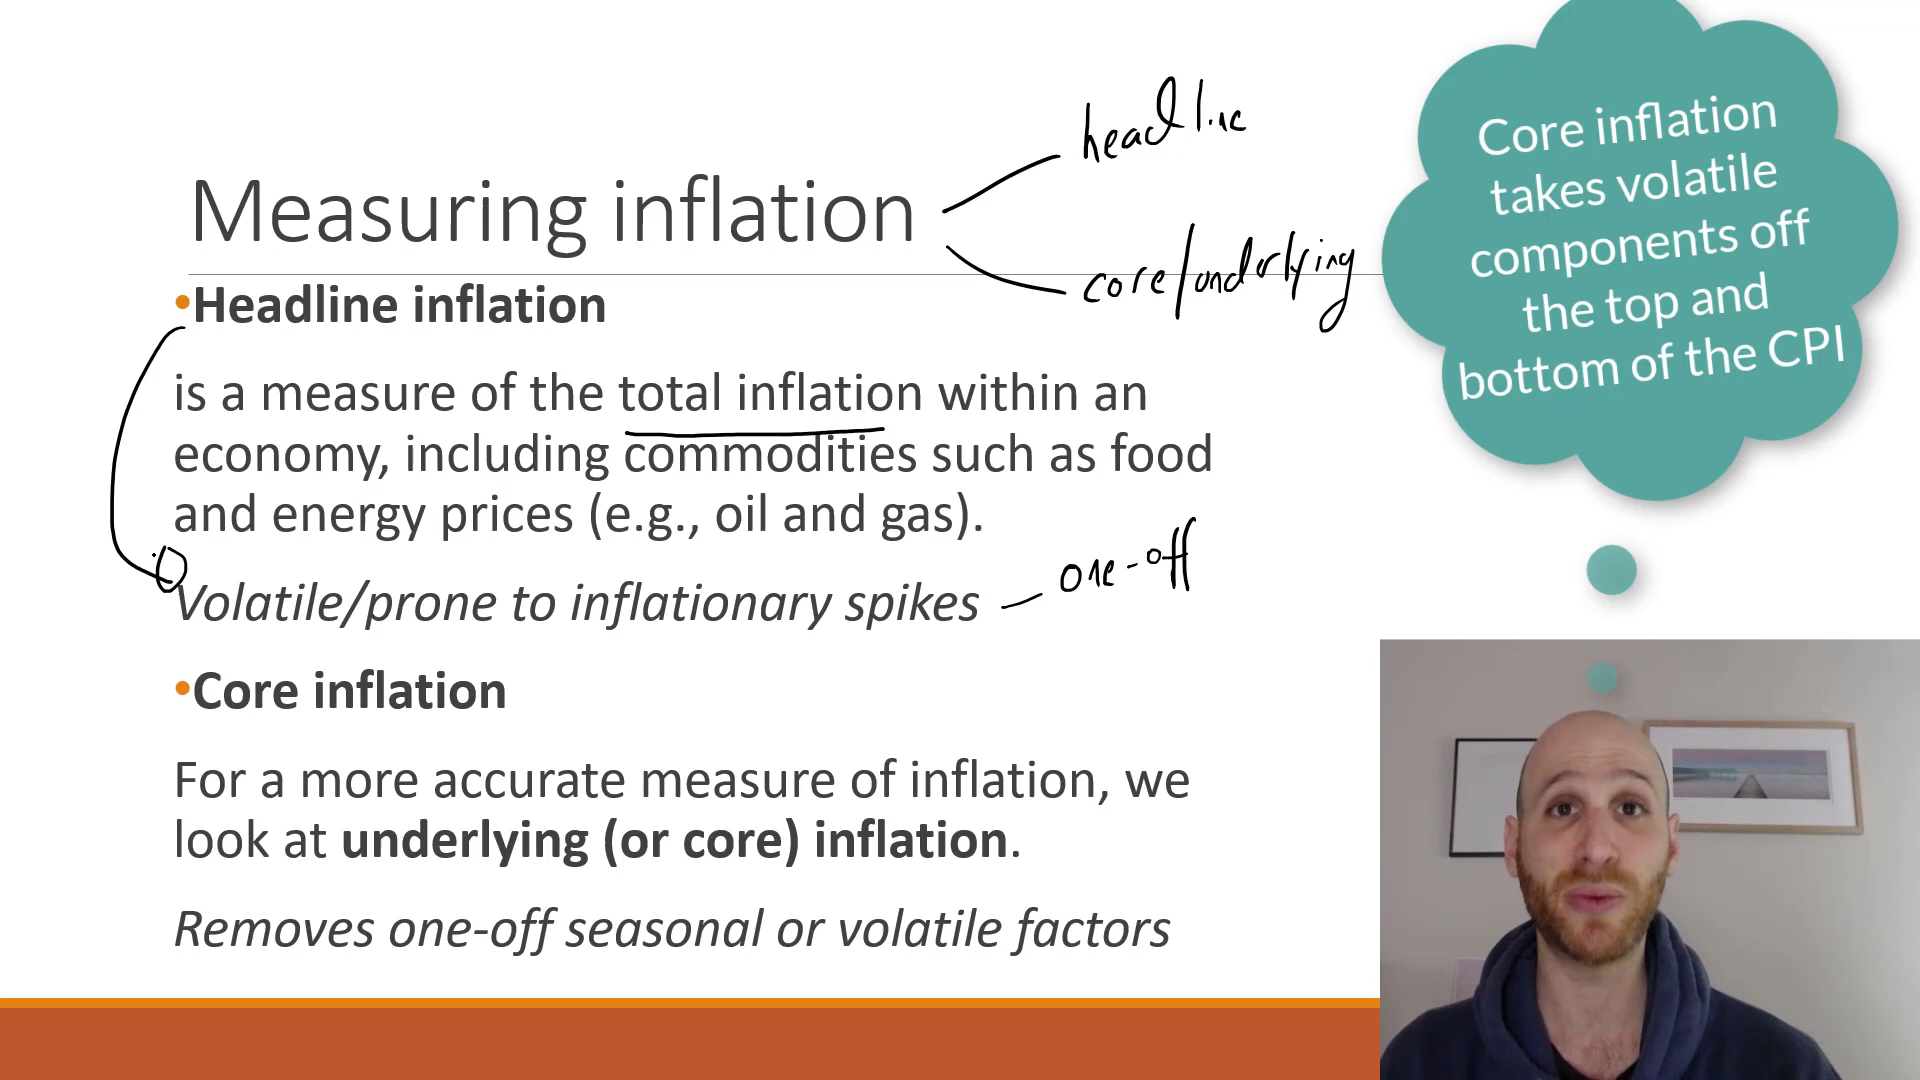 Measuring inflation
headline
core/underlying
•Headline inflation
is a measure of the total inflation within an
economy, including commodities such as food
and energy prices (e.g., oil and gas).
Volatile/prone to inflationary spikes
one-off
•Core inflation
For a more accurate measure of inflation, we
look at underlying (or core) inflation.
Removes one-off seasonal or volatile factors
Core inflation
takes volatile
components off
the top and
bottom of the CPI